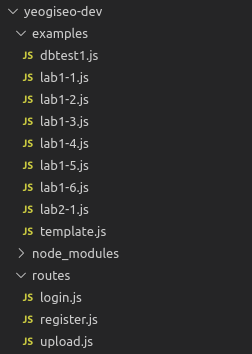 yeogiseo-dev
examples
JS dbtest1.js
JS lab1-1.js
JS lab1-2.js
JS lab1-3.js
JS lab1-4.js
JS lab1-5.js
JS lab1-6.js
JS lab2-1.js
JS template.js
node_modules
routes
JS login.js
JS register.js
JS upload.js